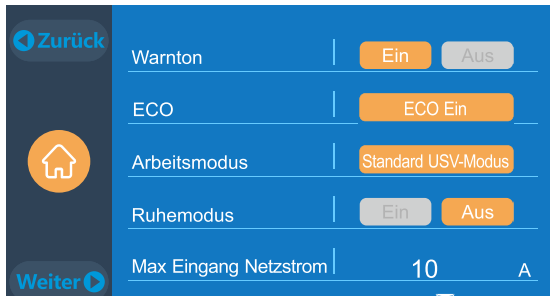 Zurück
Warnton Ein Aus
ECO ECO Ein
Arbeitsmodus Standard USV-Modus
Ruhemodus Ein Aus
Max Eingang Netzstrom 10 A
Weiter